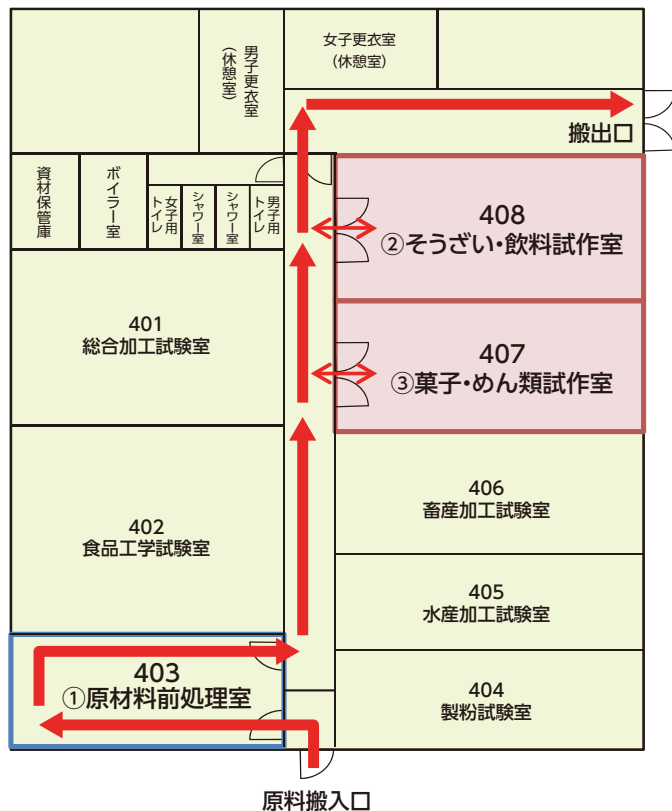 男子更衣室
(休憩室)
女子更衣室
(休憩室)
搬出口
資材保管庫
ボイラー室
女子用
トイレ
シャワー室
シャワー室
男子用
トイレ
408
②そうざい・飲料試作室
401
総合加工試験室
407
③菓子・めん類試作室
402
食品工学試験室
406
畜産加工試験室
405
水産加工試験室
403
①原材料前処理室
404
製粉試験室
原料搬入口